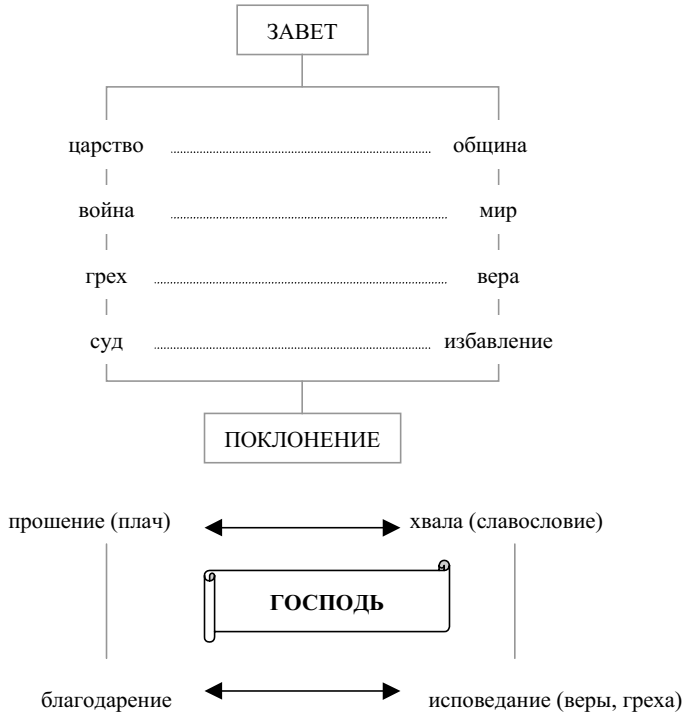 ЗАВЕТ
царство община
война мир
грех вера
суд избавление
ПОКЛОНЕНИЕ
прошение (плач) хвала (славословие)
ГОСПОДЬ
благодарение исповедание (веры, греха)